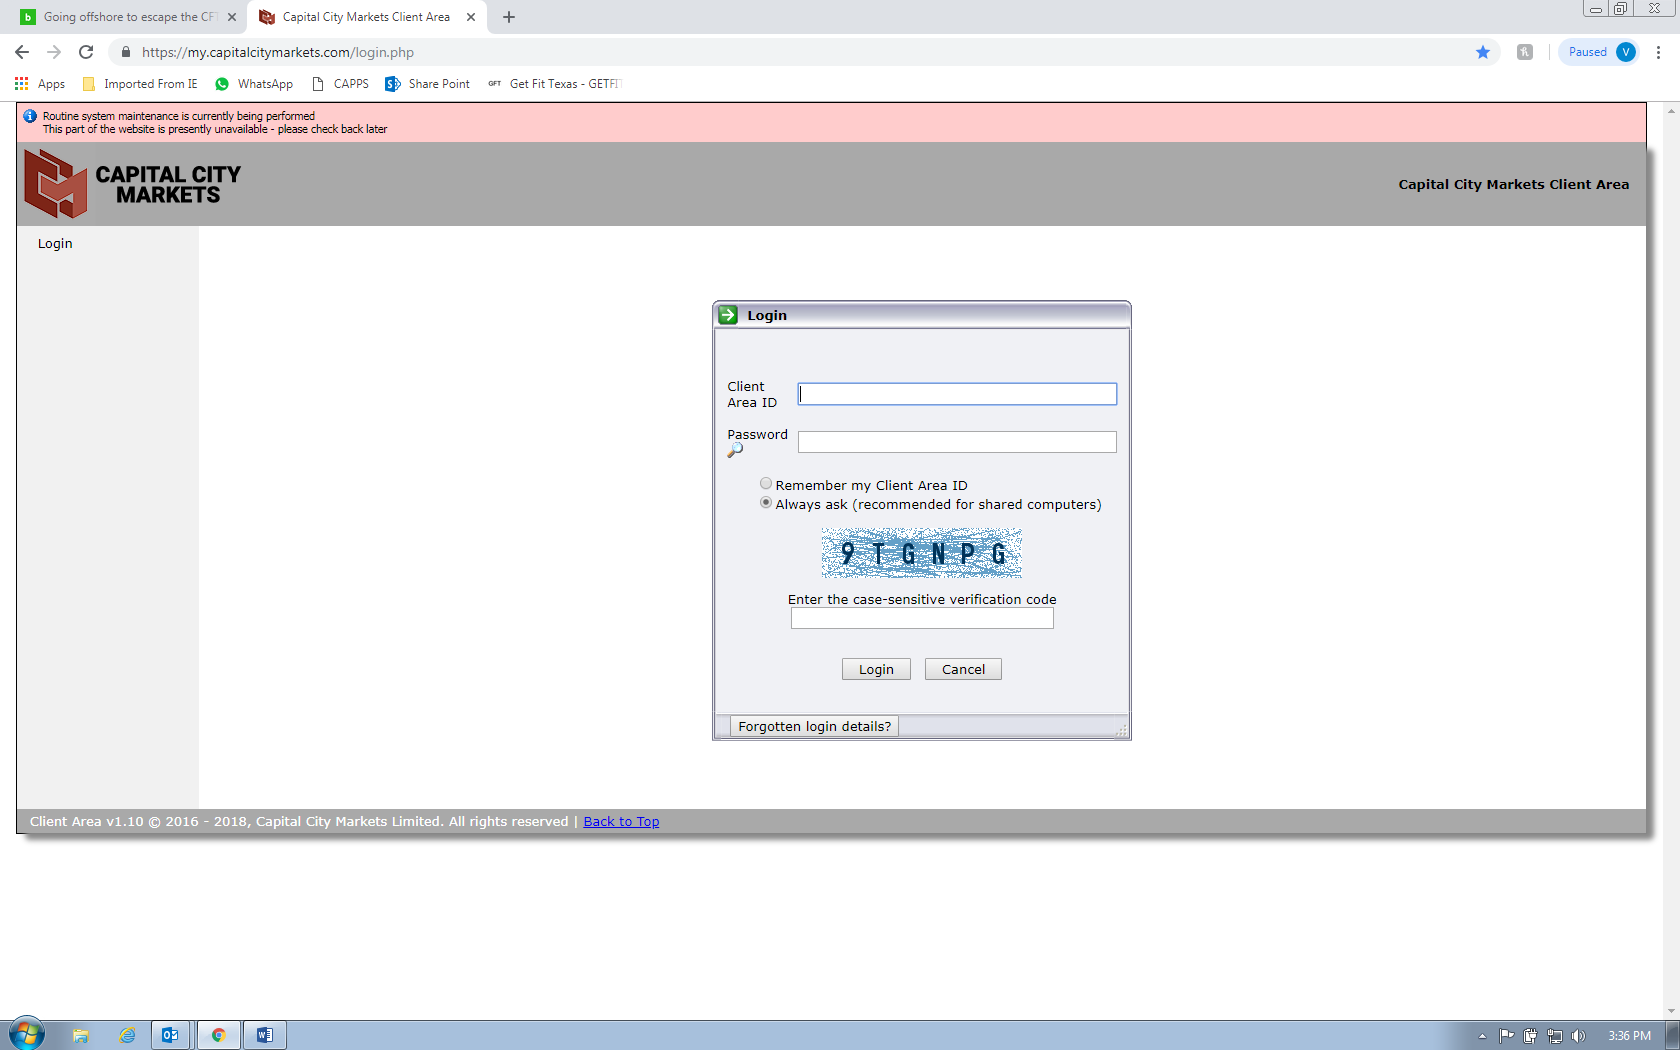 Going offshore to escape the CFT
Capital City Markets Client Area
https://my.capitalcitymarkets.com/login.php
Paused V
Apps Imported From IE WhatsApp CAPPS Share Point GFT Get Fit Texas - GETFIT
Routine system maintenance is currently being performed
This part of the website is presently unavailable - please check back later
CAPITAL CITY
MARKETS
Capital City Markets Client Area
Login
Login
Client
Area ID
Password
Remember my Client Area ID
Always ask (recommended for shared computers)
9TGNPG
Enter the case-sensitive verification code
Login Cancel
Forgotten login details?
Client Area v1.10 © 2016 - 2018, Capital City Markets Limited. All rights reserved | Back to Top
3:36 PM